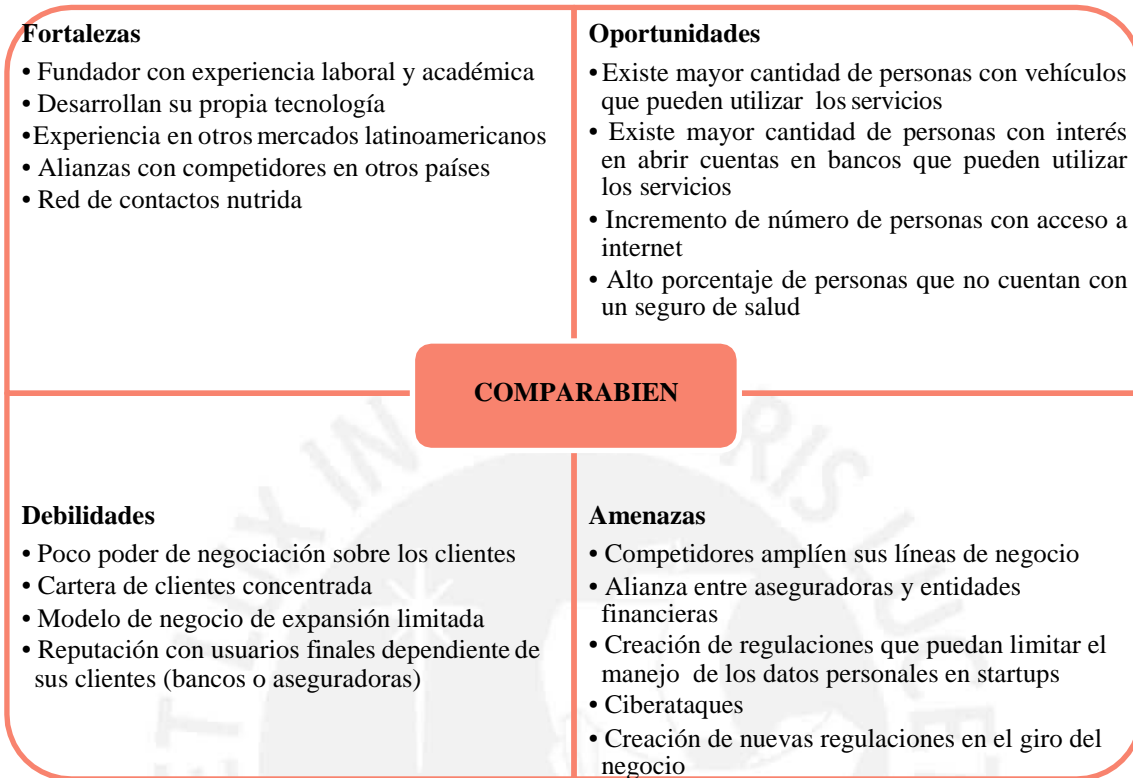 Fortalezas
• Fundador con experiencia laboral y académica
• Desarrollan su propia tecnología
•Experiencia en otros mercados latinoamericanos
• Alianzas con competidores en otros países
• Red de contactos nutrida
Oportunidades
•Existe mayor cantidad de personas con vehículos
que pueden utilizar los servicios
• Existe mayor cantidad de personas con interés
en abrir cuentas en bancos que pueden utilizar
los servicios
• Incremento de número de personas con acceso a
internet
• Alto porcentaje de personas que no cuentan con
un seguro de salud
COMPARABIEN
Debilidades
• Poco poder de negociación sobre los clientes
• Cartera de clientes concentrada
• Modelo de negocio de expansión limitada
• Reputación con usuarios finales dependiente de
sus clientes (bancos o aseguradoras)
Amenazas
• Competidores amplíen sus líneas de negocio
• Alianza entre aseguradoras y entidades
financieras
• Creación de regulaciones que puedan limitar el
manejo de los datos personales en startups
• Ciberataques
• Creación de nuevas regulaciones en el giro del
negocio